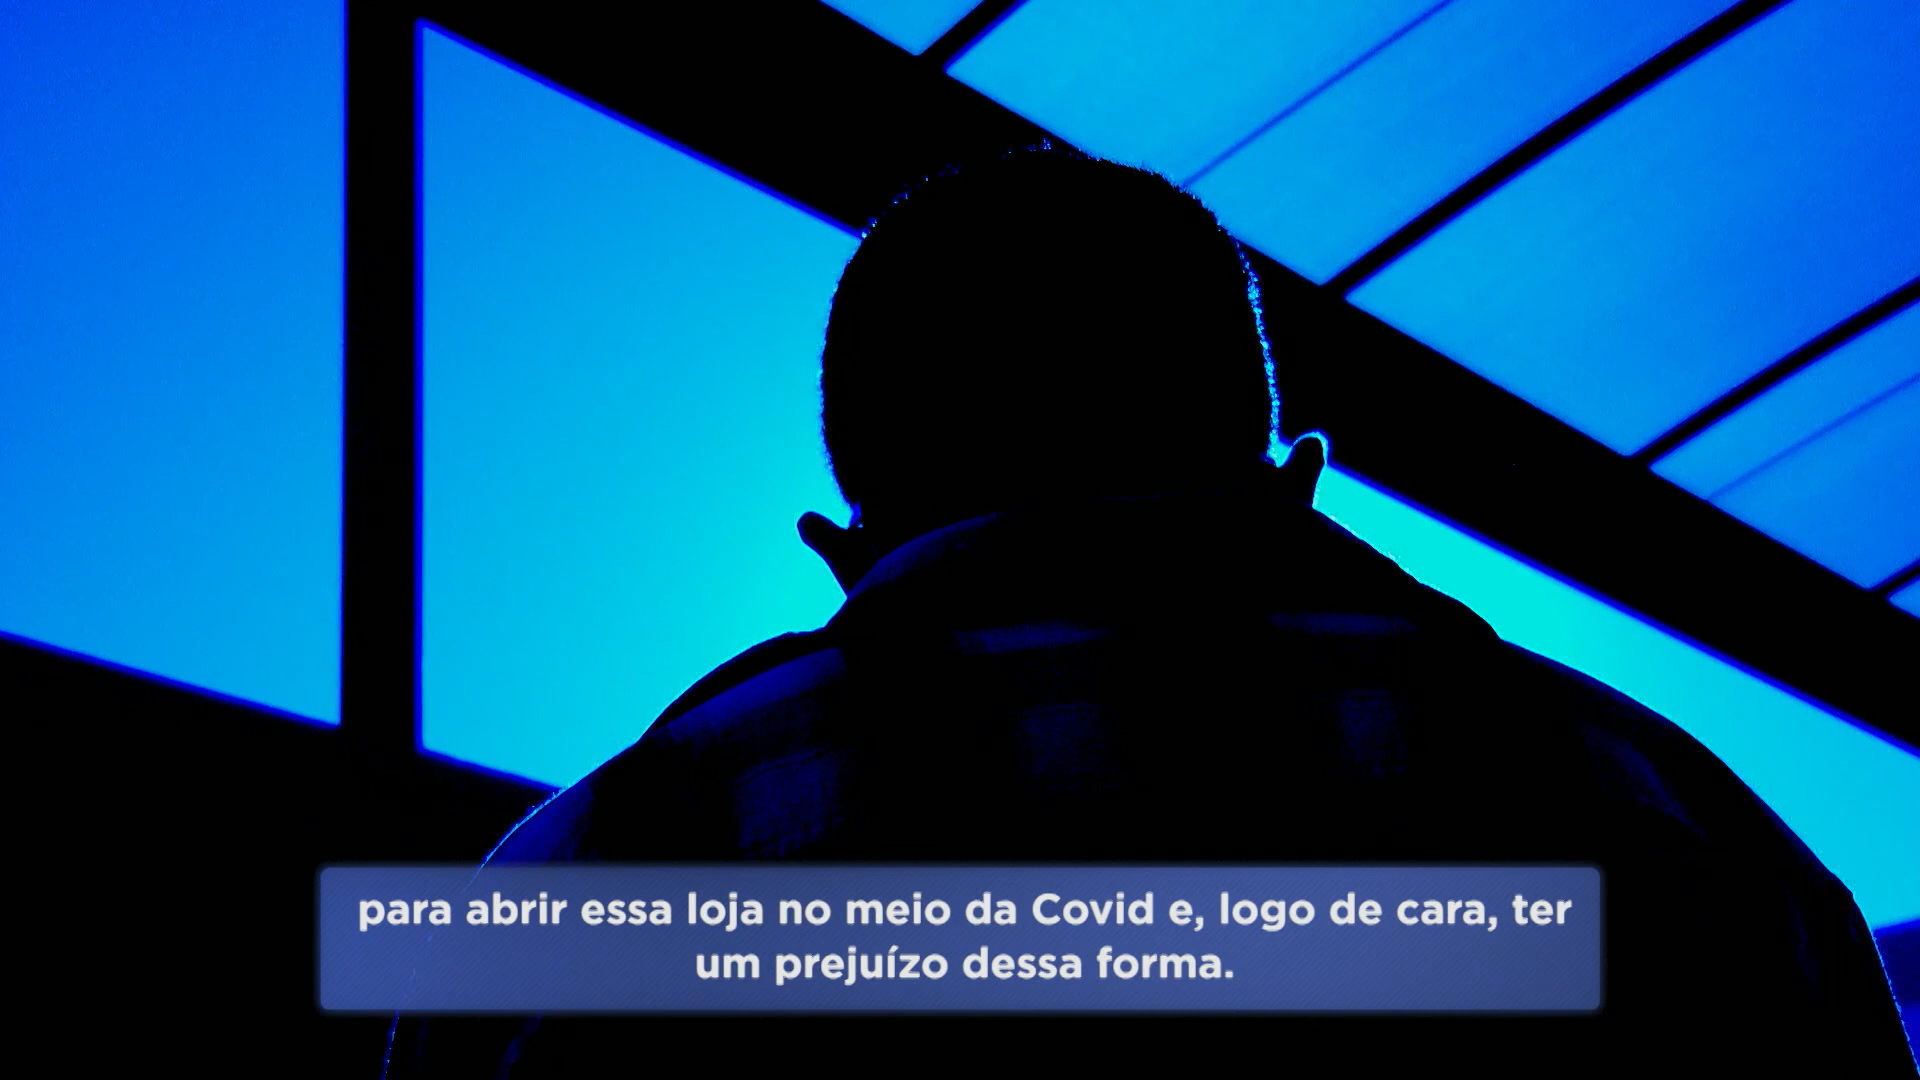 para abrir essa loja no meio da Covid e, logo de cara, ter
um prejuízo dessa forma.